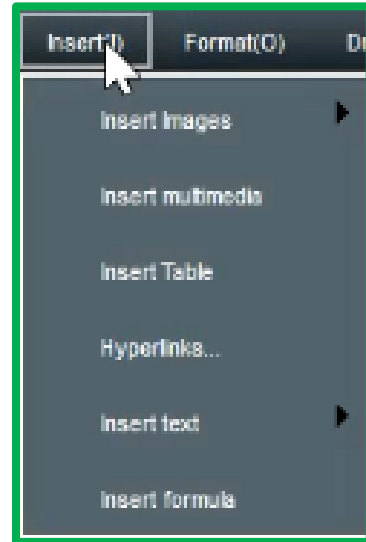 Insert(I) Format(O)
Insert Images
Insert multimedia
Insert Table
Hyperlinks...
Insert text
Insert formula